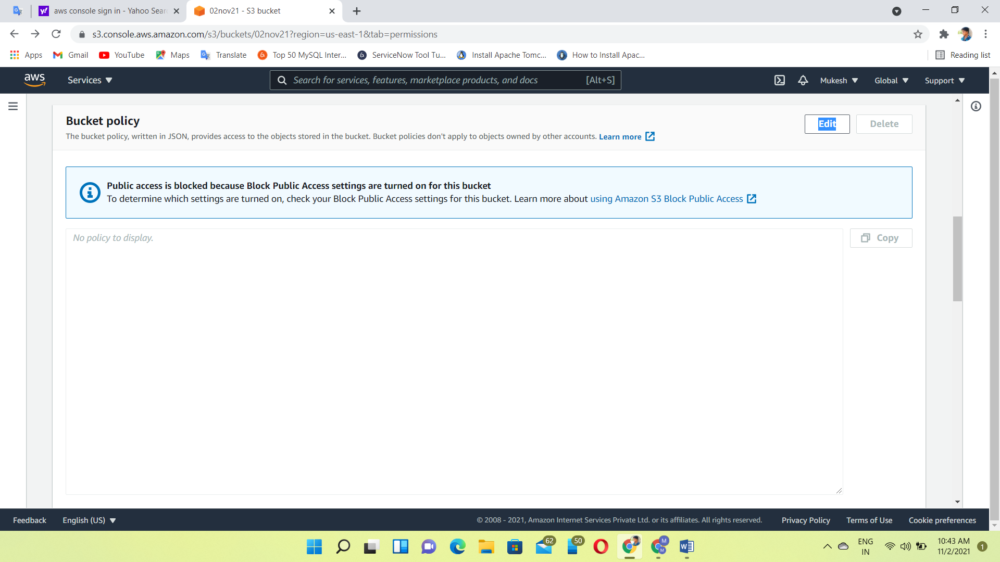 aws console sign in - Yahoo Sear
02nov21 - S3 bucket
s3.console.aws.amazon.com/s3/buckets/02nov21?region=us-east-1&tab=permissions
Apps
Gmail
YouTube
Maps
Translate
Top 50 MySQL Inter...
ServiceNow Tool Tu...
Install Apache Tomc...
How to Install Apac...
Reading list
aws
Services
Search for services, features, marketplace products, and docs
[Alt+S]
Mukesh
Global
Support
Bucket policy
Edit
Delete
The bucket policy, written in JSON, provides access to the objects stored in the bucket. Bucket policies don't apply to objects owned by other accounts. Learn more
Public access is blocked because Block Public Access settings are turned on for this bucket
To determine which settings are turned on, check your Block Public Access settings for this bucket. Learn more about using Amazon S3 Block Public Access
No policy to display.
Copy
Feedback
English (US)
© 2008 - 2021, Amazon Internet Services Private Ltd. or its affiliates. All rights reserved.
Privacy Policy
Terms of Use
Cookie preferences
62
50
M
M
ENG
IN
10:43 AM
11/2/2021
1